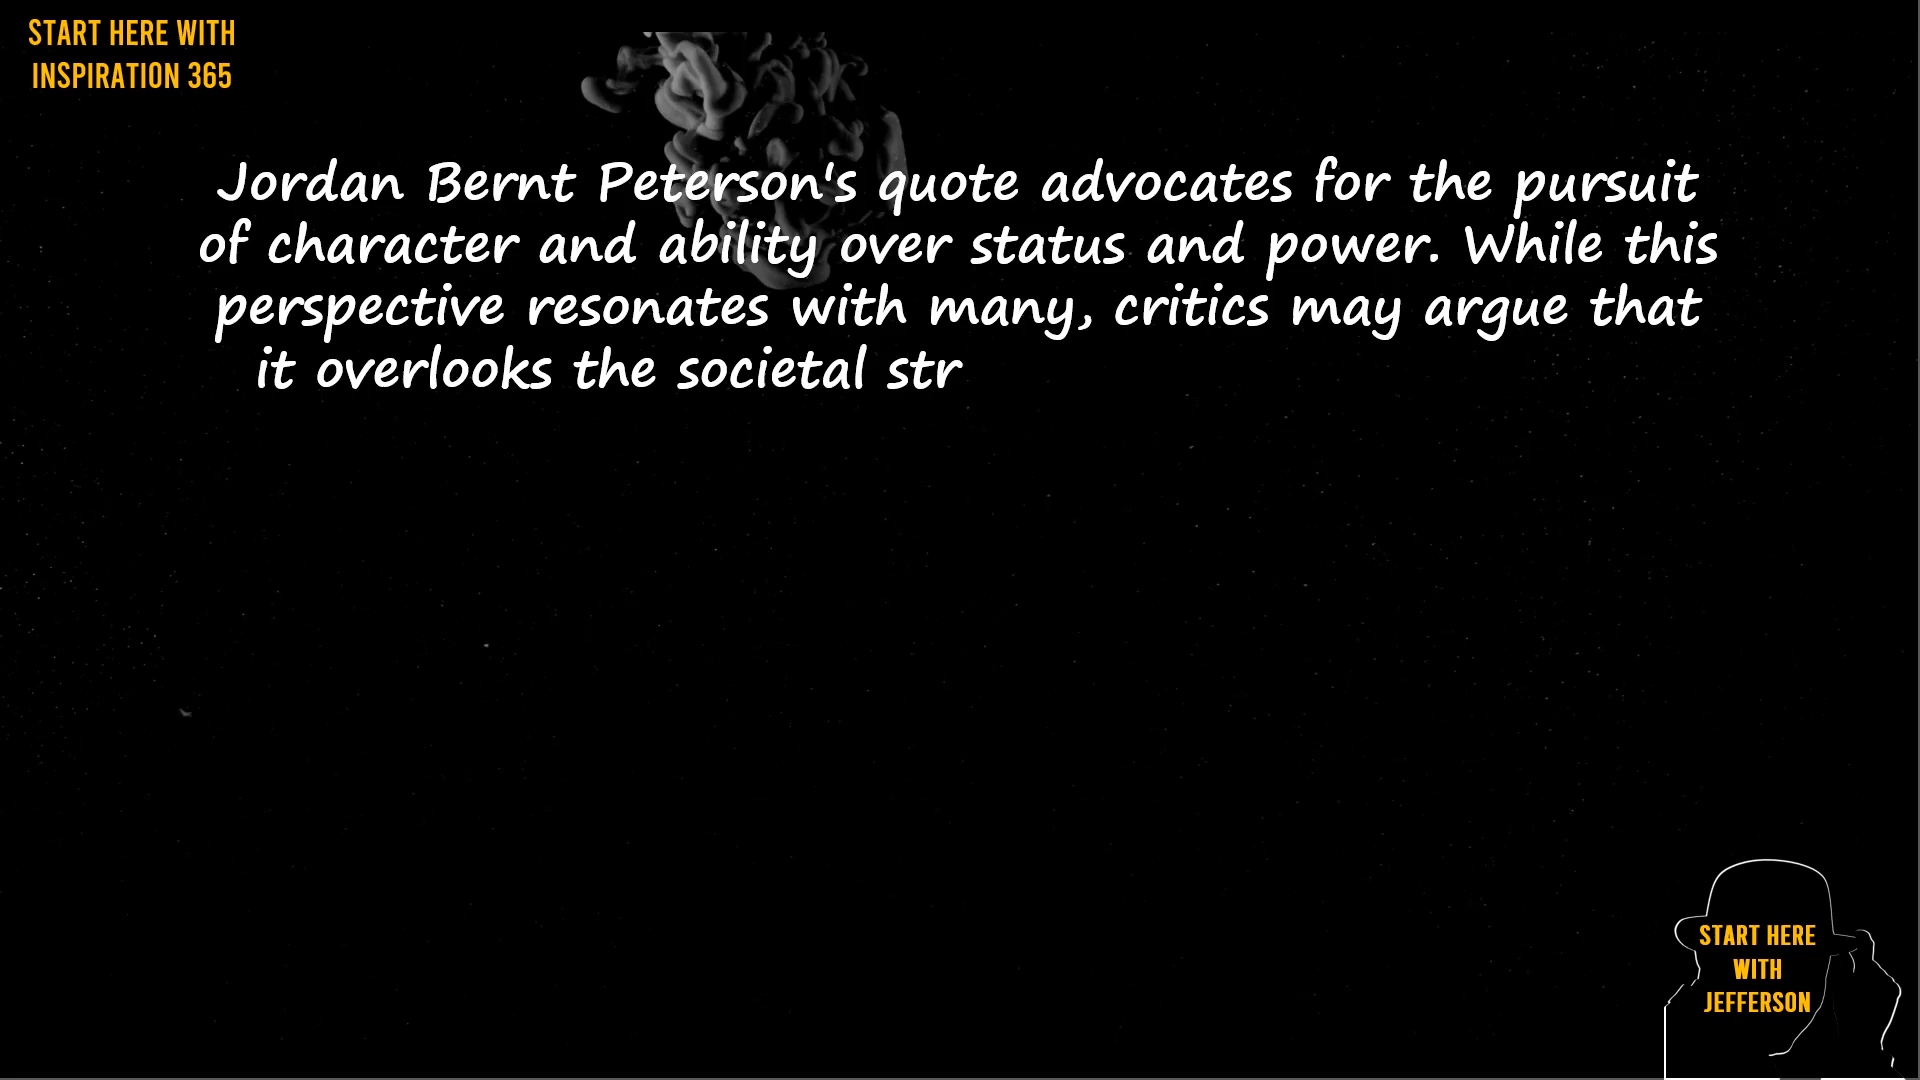 START HERE WITH
INSPIRATION 365
Jordan Bernt Peterson's quote advocates for the pursuit
of character and ability over status and power. While this
perspective resonates with many, critics may argue that
it overlooks the societal str
START HERE
WITH
JEFFERSON